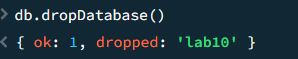 db.dropDatabase()
< { ok: 1, dropped: 'lab10' }